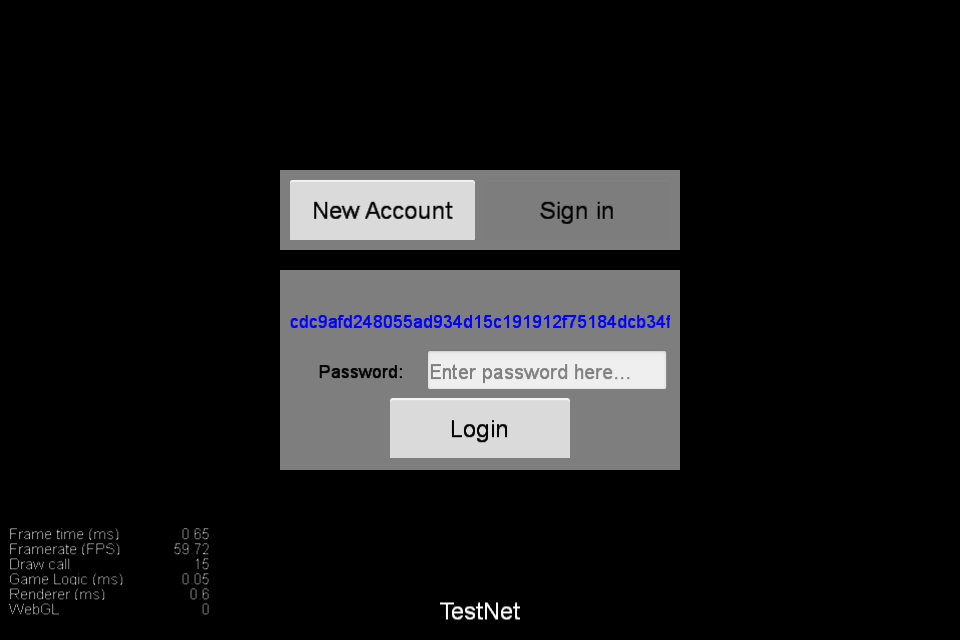 New Account Sign in
cdc9afd248055ad934d15c191912f75184dcb34f
Password: Enter password here...
Login
Frame time (ms) 0.65
Framerate (FPS) 59.72
Draw call 15
Game Logic (ms) 0.05
Renderer (ms) 0.6
WebGL 0
TestNet